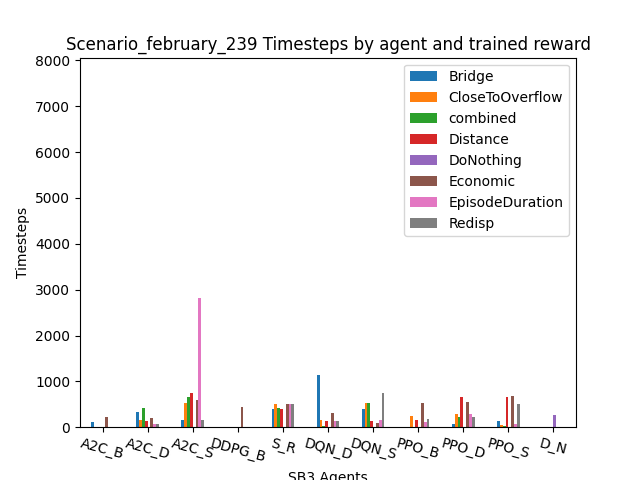 Scenario_february_239 Timesteps by agent and trained reward
8000
7000
6000
5000
4000
3000
2000
1000
0
Timesteps
Bridge
CloseToOverflow
combined
Distance
DoNothing
Economic
EpisodeDuration
Redisp
A2C_B
A2C_D
A2C_S
DDPG_B
S_R
DQN_D
DQN_S
PPO_B
PPO_D
PPO_S
D_N
SB3 Agents